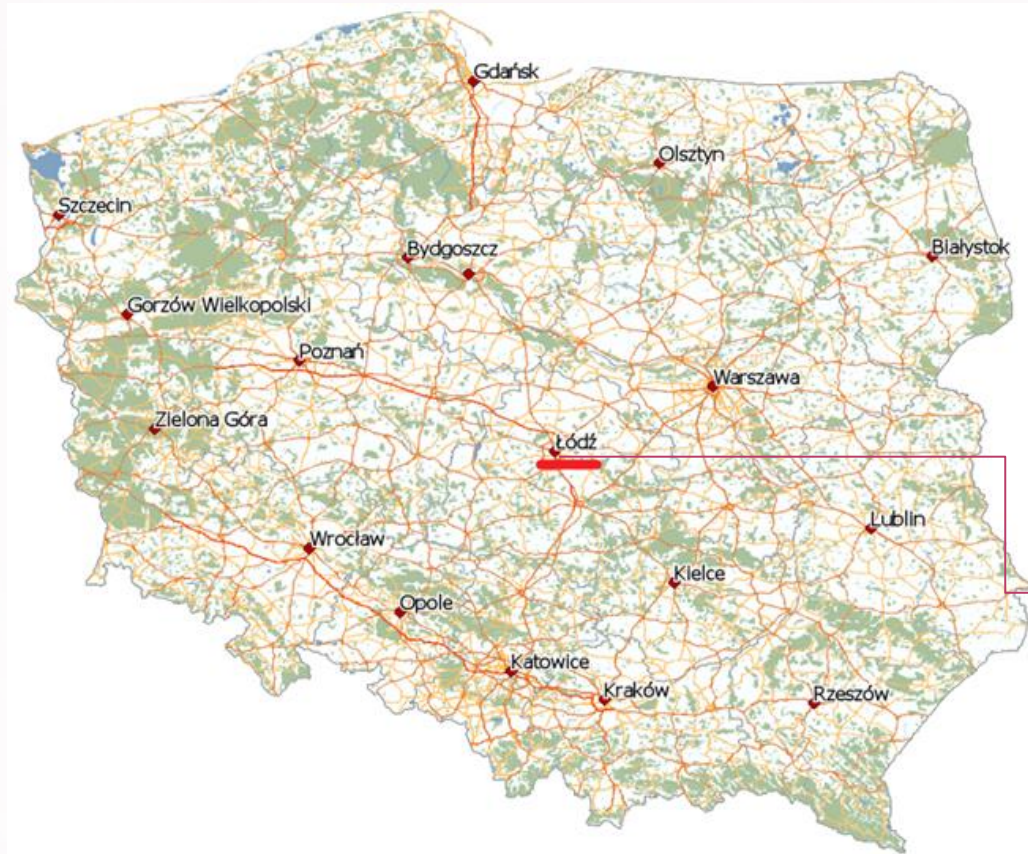 Gdańsk
Olsztyn
Szczecin
Bydgoszcz
Białystok
Gorzów Wielkopolski
Poznań
Warszawa
Zielona Góra
Łódź
Lublin
Wrocław
Kielce
Opole
Katowice
Kraków
Rzeszów